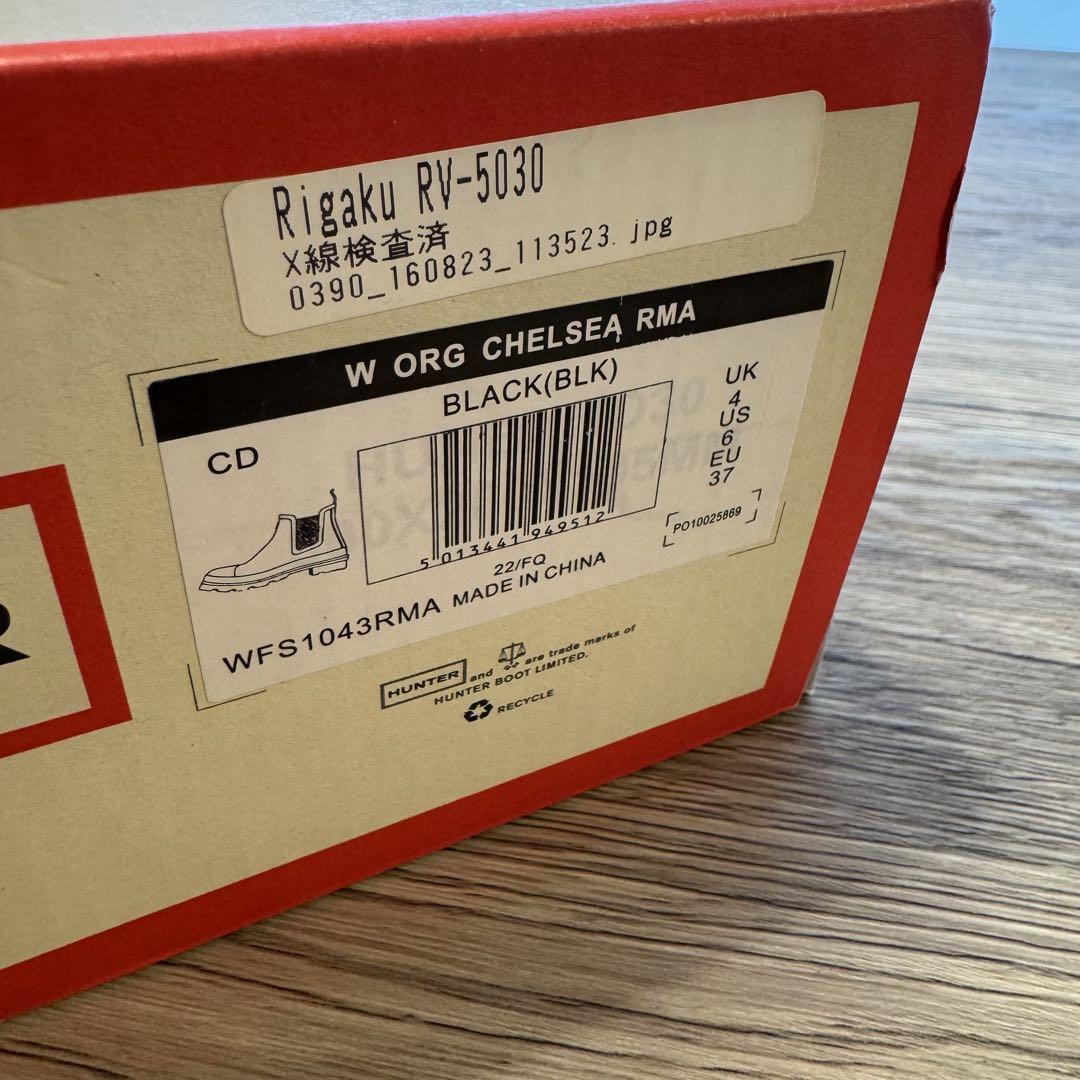 Rigaku RV-5030
X線検査済
0390_160823_113523.jpg
W ORG CHELSEA RMA
BLACK(BLK)
CD
UK
4
US
6
EU
37
5 013441 949512
22/FQ
PO10025869
WFS1043RMA MADE IN CHINA
HUNTER and are trade marks of
HUNTER BOOT LIMITED.
RECYCLE
R